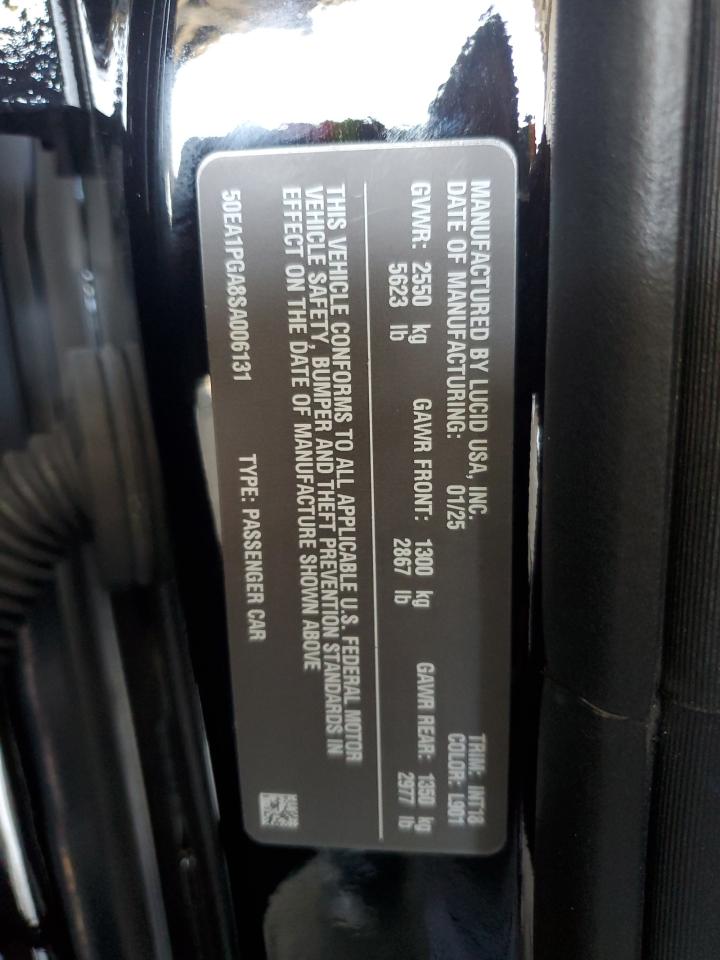 MANUFACTURED BY LUCID USA, INC. TRIM: INT18
DATE OF MANUFACTURING: 01/25 COLOR: L901
GVWR: 2550 kg GAWR FRONT: 1300 kg GAWR REAR: 1350 kg
5623 lb 2867 lb 2977 lb
THIS VEHICLE CONFORMS TO ALL APPLICABLE U.S. FEDERAL MOTOR
VEHICLE SAFETY, BUMPER AND THEFT PREVENTION STANDARDS IN
EFFECT ON THE DATE OF MANUFACTURE SHOWN ABOVE
50EA1PGA8SA006131 TYPE: PASSENGER CAR